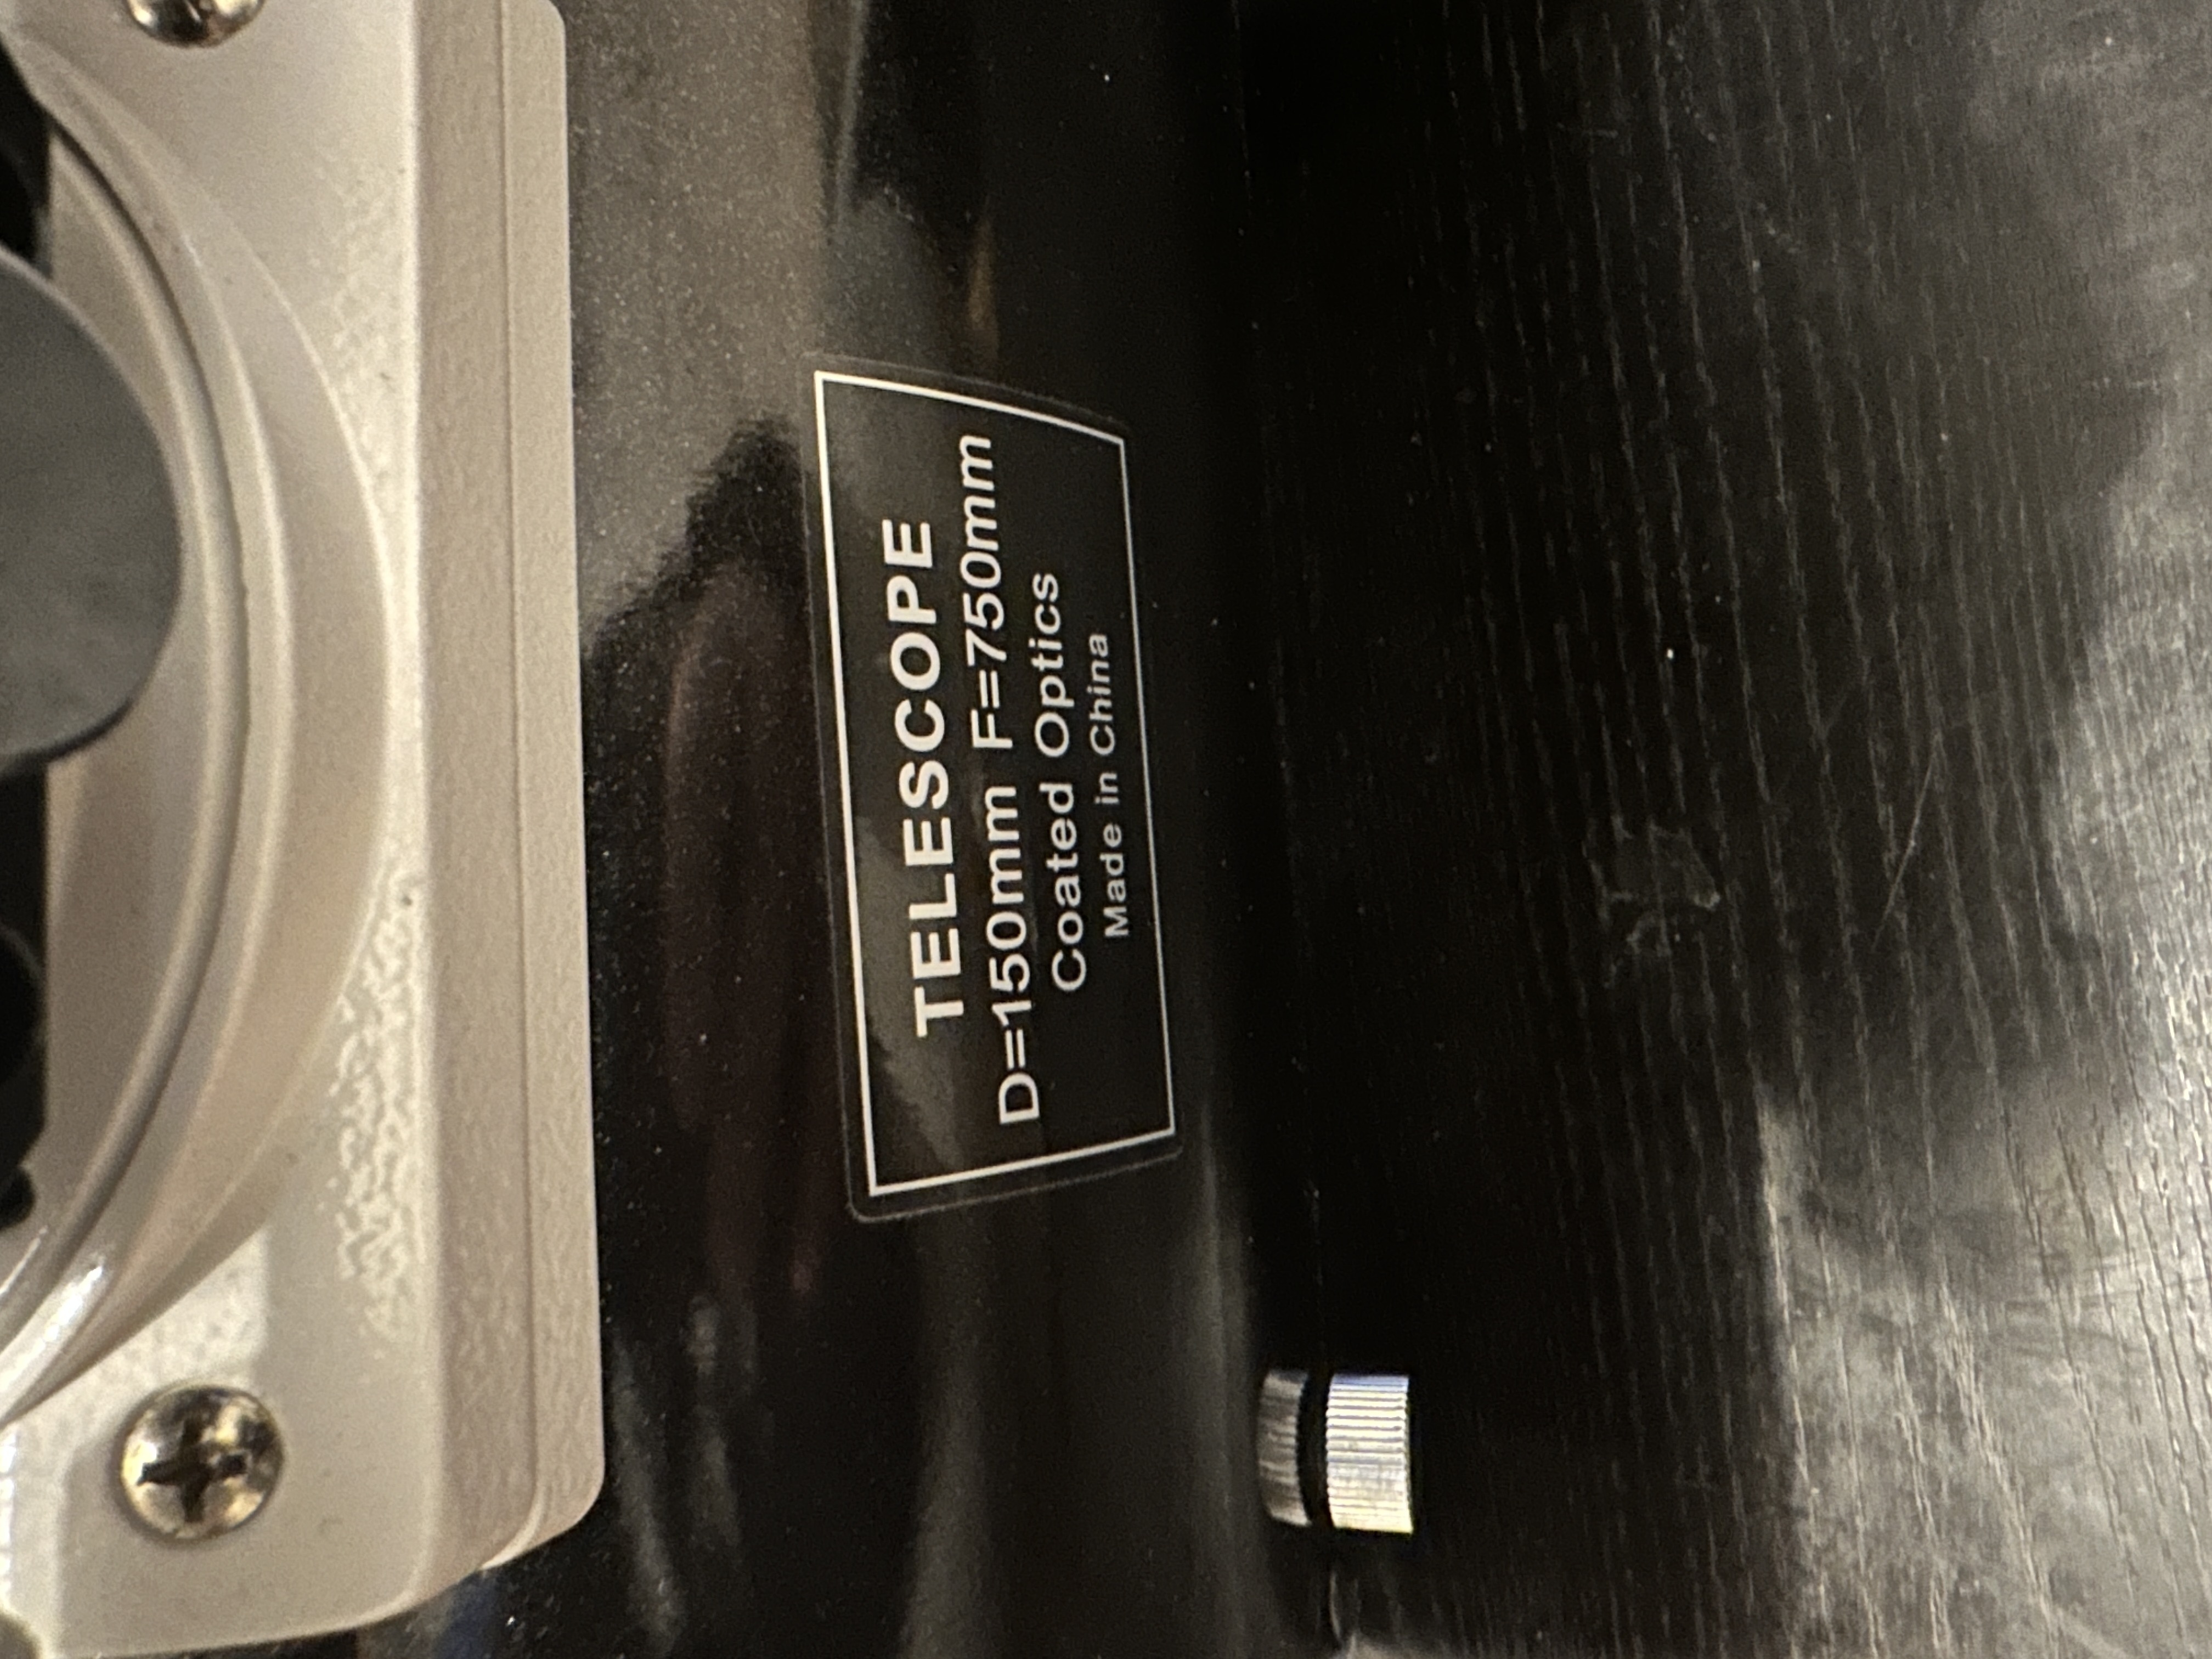 TELESCOPE
D=150mm F=750mm
Coated Optics
Made in China